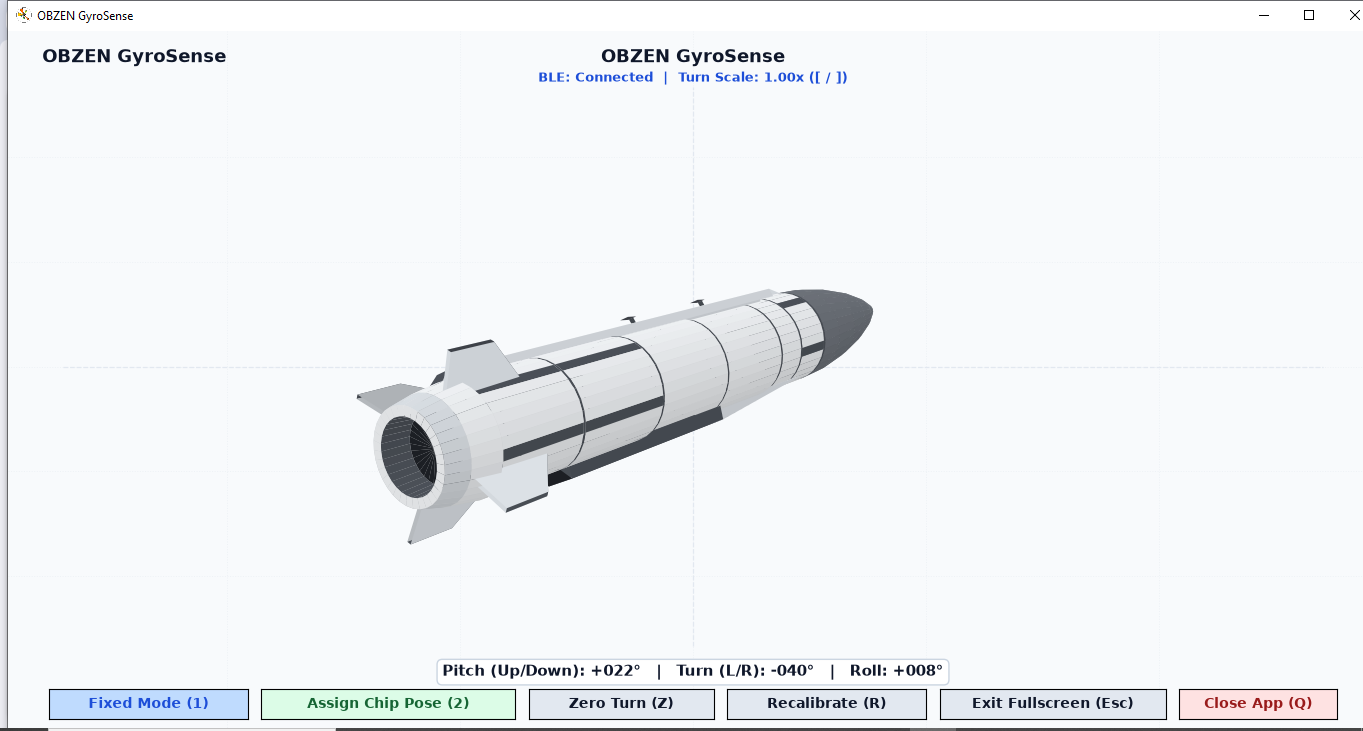 OBZEN GyroSense
OBZEN GyroSense
OBZEN GyroSense
BLE: Connected | Turn Scale: 1.00x ([ / ])
Pitch (Up/Down): +022° | Turn (L/R): -040° | Roll: +008°
Fixed Mode (1)
Assign Chip Pose (2)
Zero Turn (Z)
Recalibrate (R)
Exit Fullscreen (Esc)
Close App (Q)